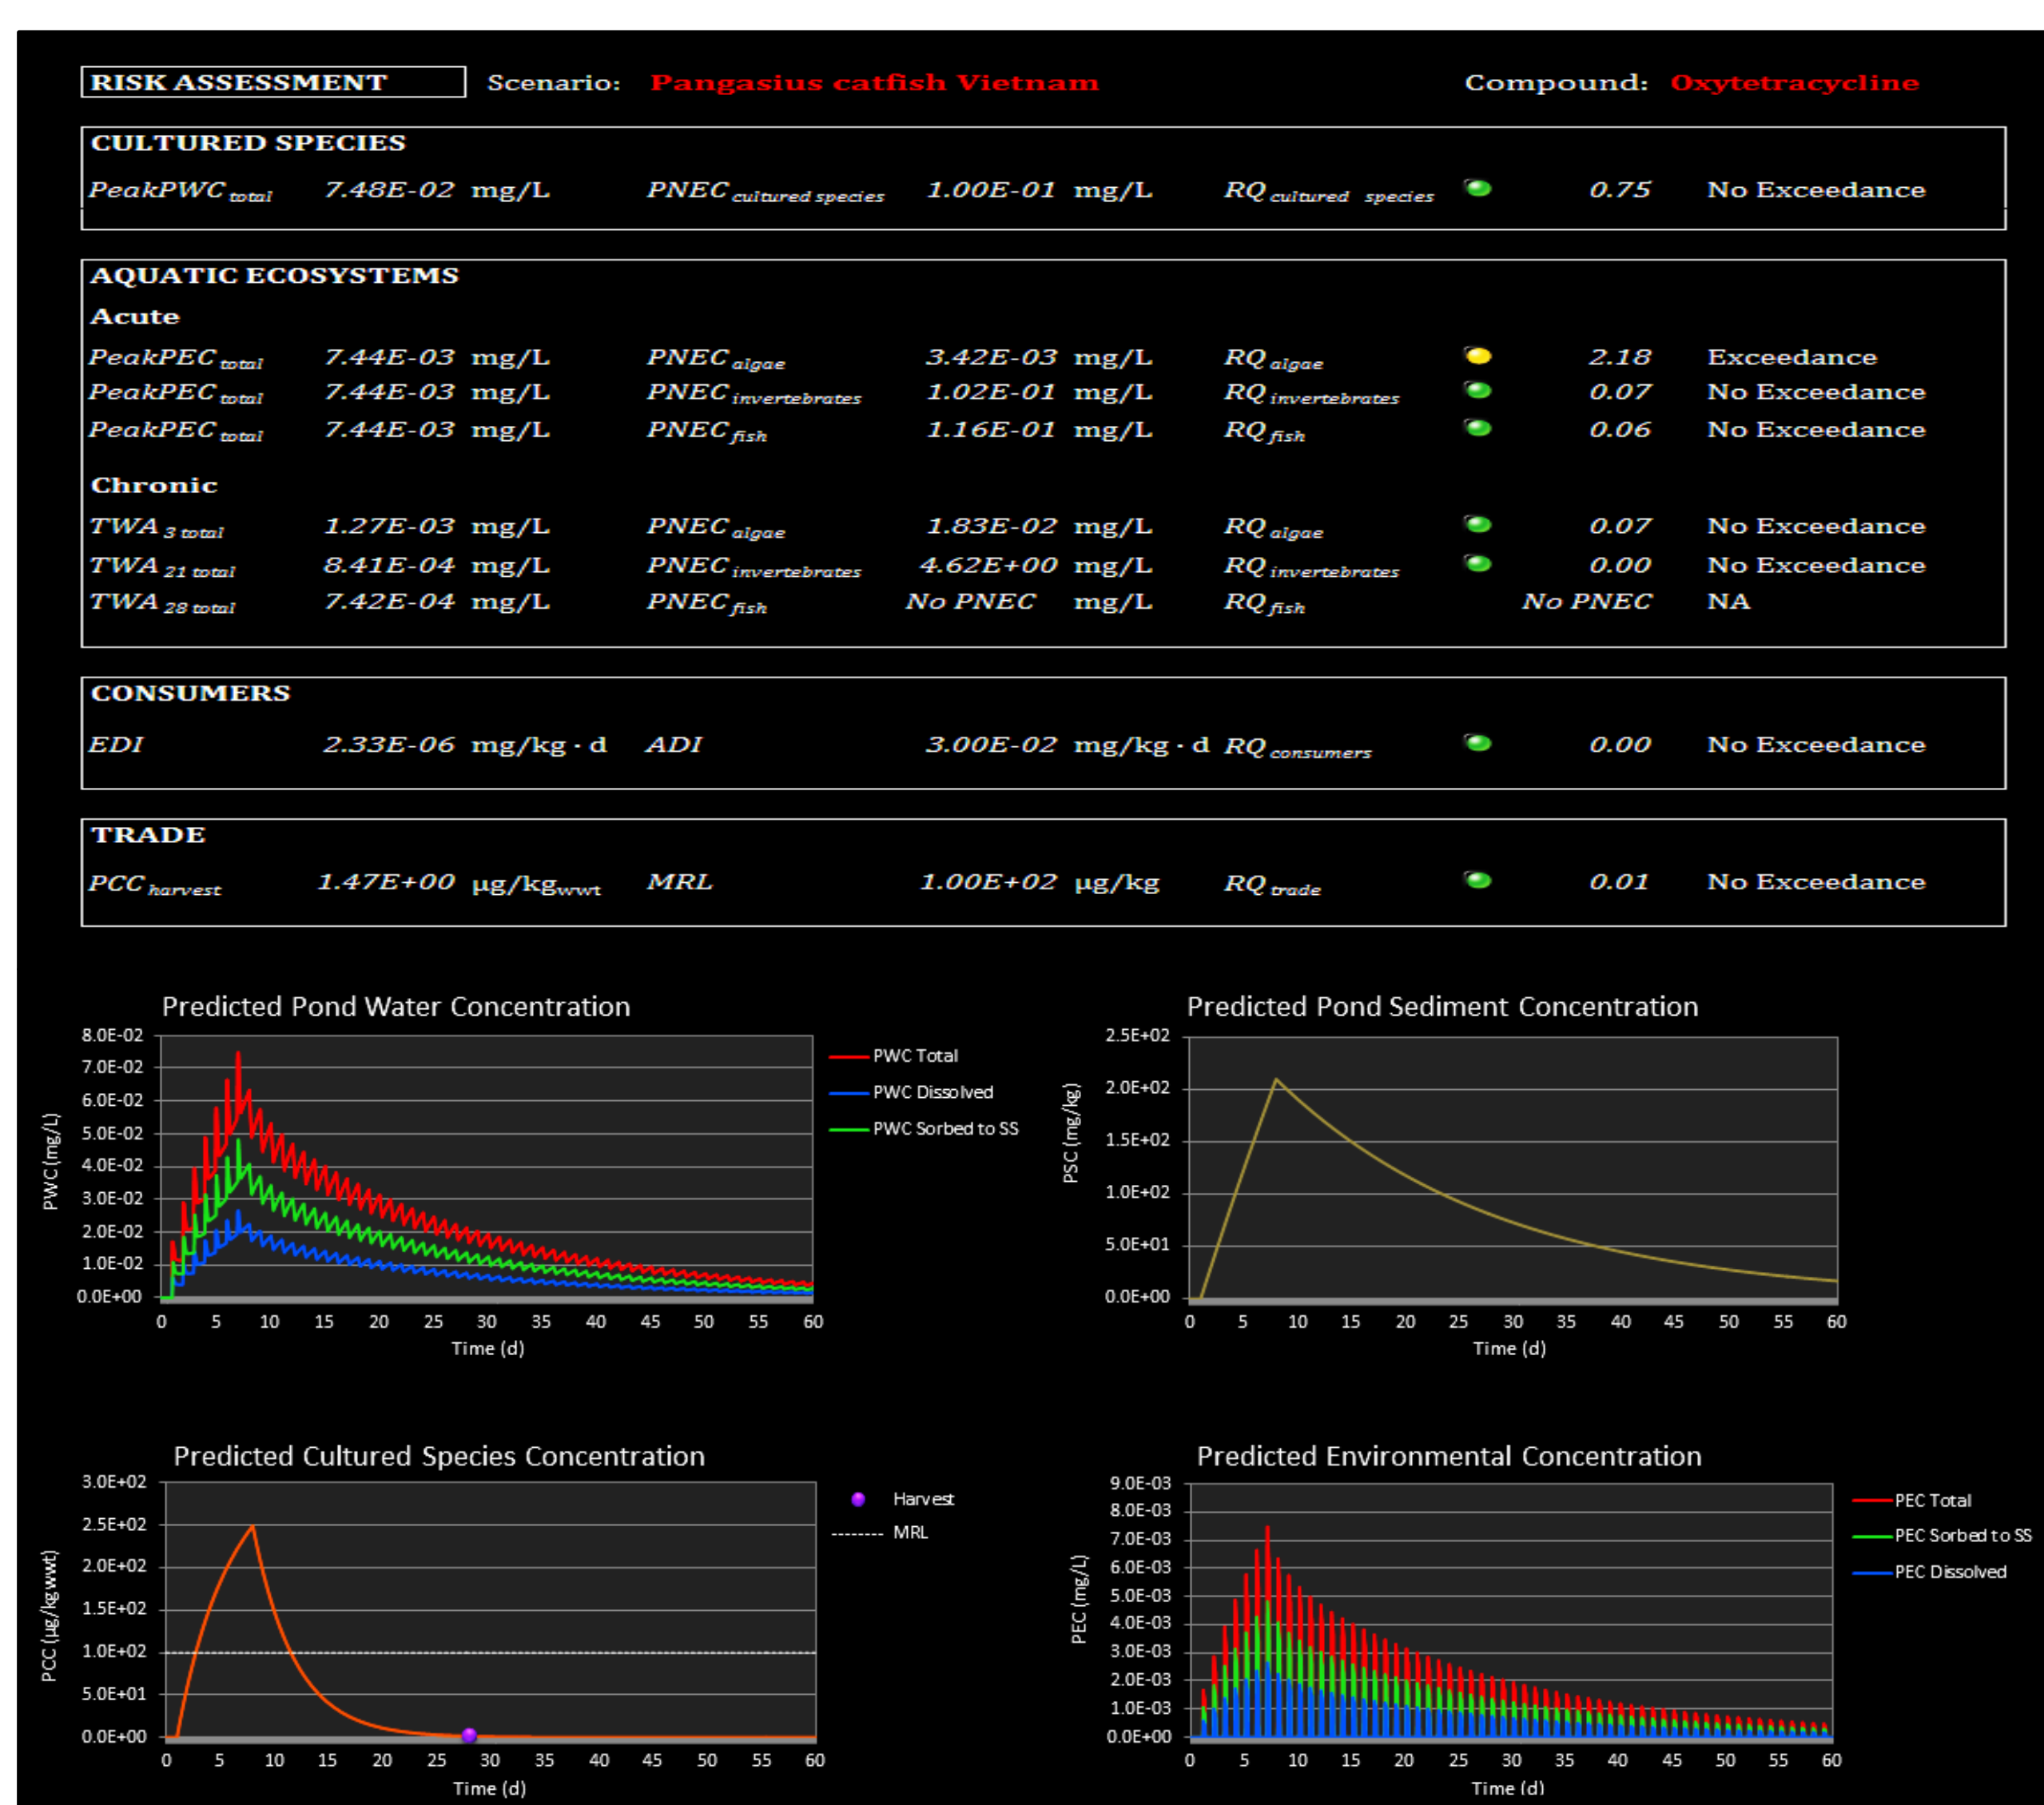 RISK ASSESSMENT Scenario: Pangasius catfish Vietnam Compound: Oxytetracycline
CULTURED SPECIES
PeakPWC total 7.48E-02 mg/L PNEC cultured species 1.00E-01 mg/L RQ cultured species 0.75 No Exceedance
AQUATIC ECOSYSTEMS
Acute
PeakPEC total 7.44E-03 mg/L PNEC algae 3.42E-03 mg/L RQ algae 2.18 Exceedance
PeakPEC total 7.44E-03 mg/L PNEC invertebrates 1.02E-01 mg/L RQ invertebrates 0.07 No Exceedance
PeakPEC total 7.44E-03 mg/L PNEC fish 1.16E-01 mg/L RQ fish 0.06 No Exceedance
Chronic
TWA 3 total 1.27E-03 mg/L PNEC algae 1.83E-02 mg/L RQ algae 0.07 No Exceedance
TWA 21 total 8.41E-04 mg/L PNEC invertebrates 4.62E+00 mg/L RQ invertebrates 0.00 No Exceedance
TWA 28 total 7.42E-04 mg/L PNEC fish No PNEC mg/L RQ fish No PNEC NA
CONSUMERS
EDI 2.33E-06 mg/kg · d ADI 3.00E-02 mg/kg · d RQ consumers 0.00 No Exceedance
TRADE
PCC harvest 1.47E+00 µg/kgwwt MRL 1.00E+02 µg/kg RQ trade 0.01 No Exceedance
Predicted Pond Water Concentration
8.0E-02
7.0E-02
6.0E-02
5.0E-02
4.0E-02
3.0E-02
2.0E-02
1.0E-02
0.0E+00
PWC (mg/L)
0 5 10 15 20 25 30 35 40 45 50 55 60
Time (d)
PWC Total
PWC Dissolved
PWC Sorbed to SS
Predicted Pond Sediment Concentration
2.5E+02
2.0E+02
1.5E+02
1.0E+02
5.0E+01
0.0E+00
PSC (mg/kg)
0 5 10 15 20 25 30 35 40 45 50 55 60
Time (d)
Predicted Cultured Species Concentration
3.0E+02
2.5E+02
2.0E+02
1.5E+02
1.0E+02
5.0E+01
0.0E+00
PCC (µg/kgwwt)
0 5 10 15 20 25 30 35 40 45 50 55 60
Time (d)
Harvest
MRL
Predicted Environmental Concentration
9.0E-03
8.0E-03
7.0E-03
6.0E-03
5.0E-03
4.0E-03
3.0E-03
2.0E-03
1.0E-03
0.0E+00
PEC (mg/L)
0 5 10 15 20 25 30 35 40 45 50 55 60
Time (d)
PEC Total
PEC Sorbed to SS
PEC Dissolved